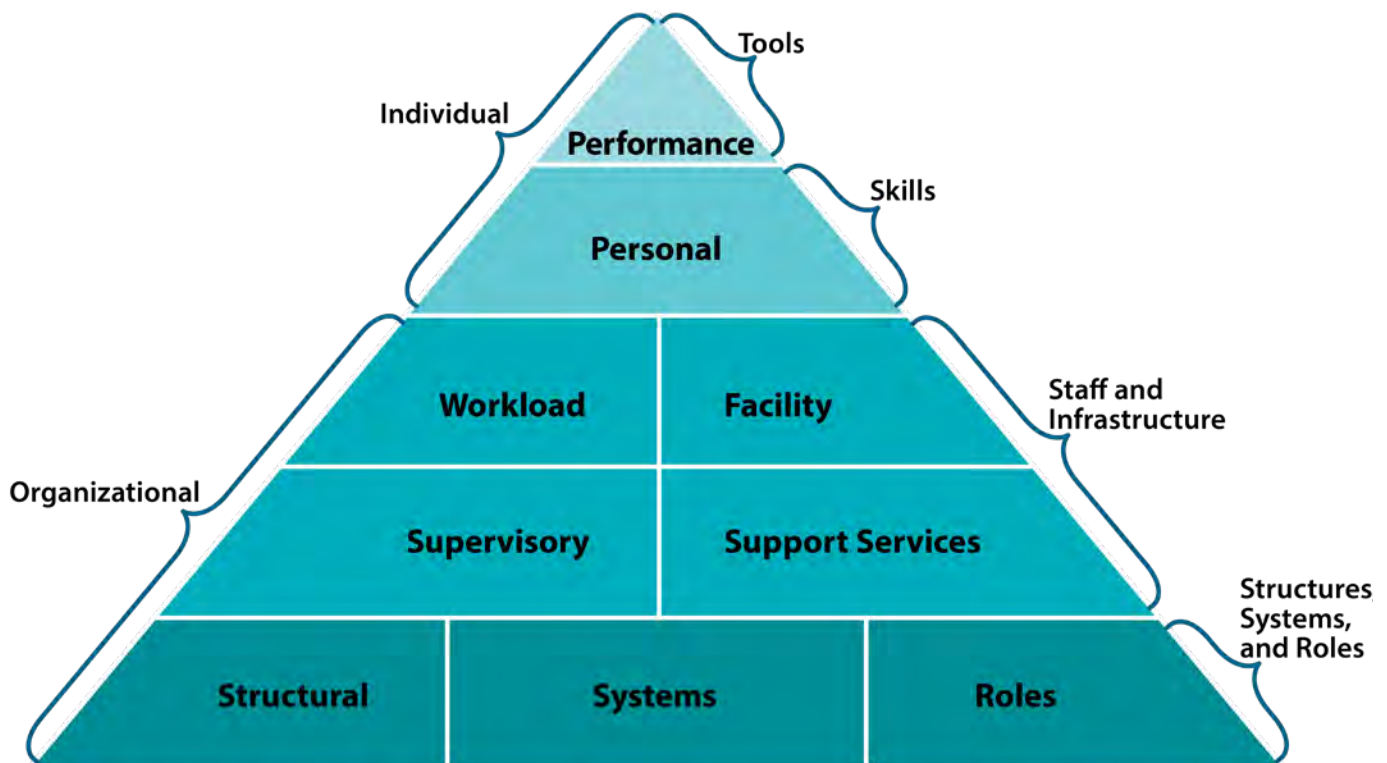 Tools
Individual
Performance
Skills
Personal
Workload
Facility
Staff and
Infrastructure
Organizational
Supervisory
Support Services
Structures,
Systems,
and Roles
Structural
Systems
Roles